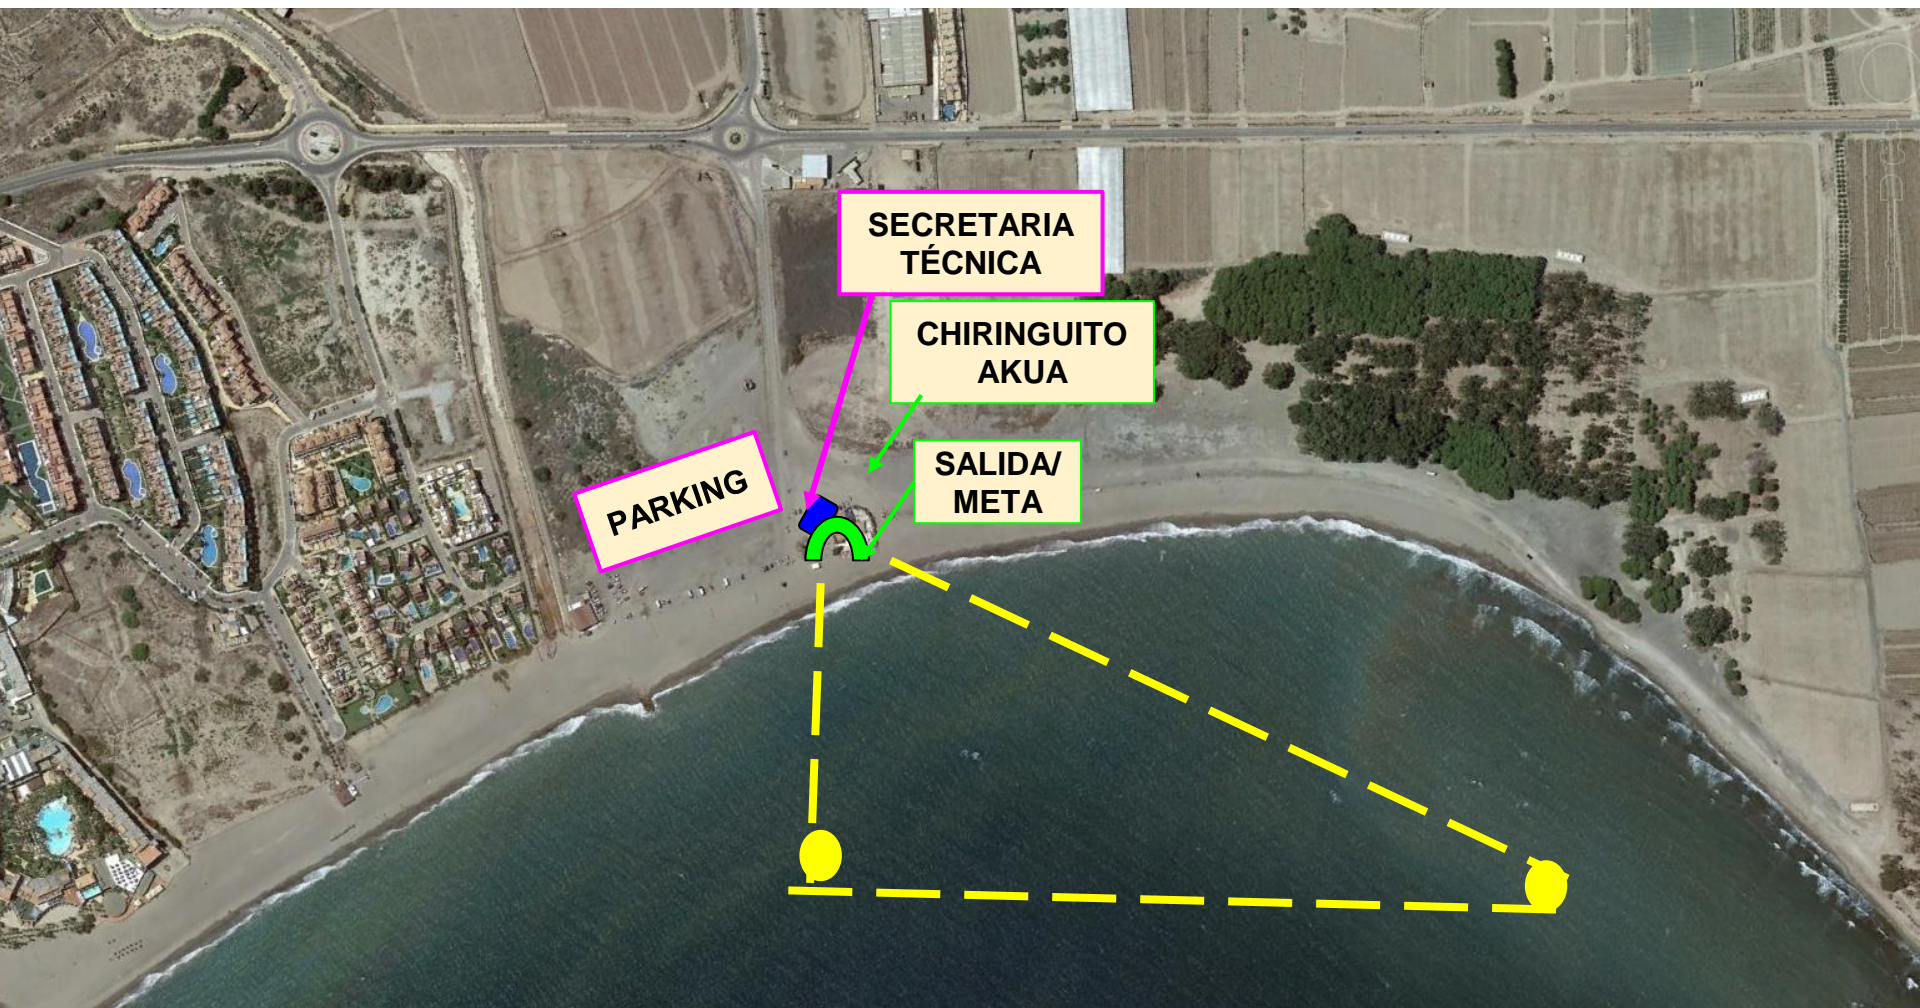 SECRETARIA
TÉCNICA
CHIRINGUITO
AKUA
SALIDA/
META
PARKING